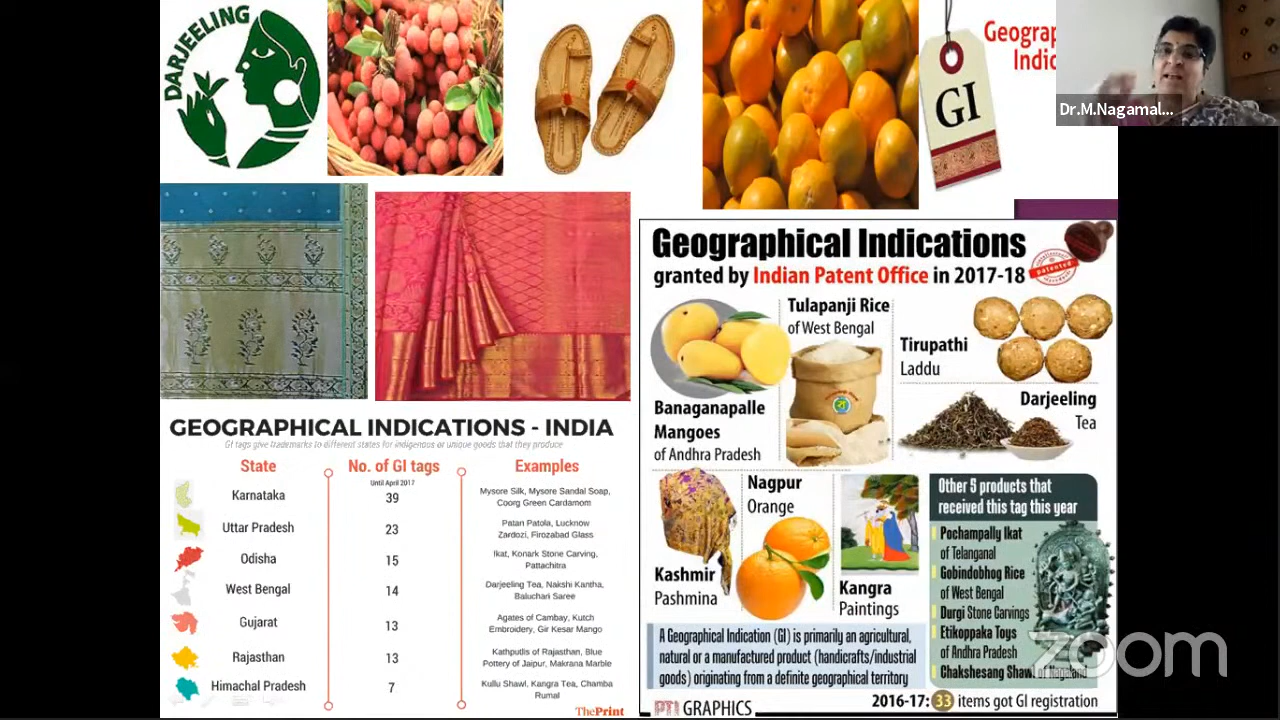 DARJEELING
GI
Geograp
Indic
Dr.M.Nagamal...
GEOGRAPHICAL INDICATIONS - INDIA
GI tags give trademarks to different states for indigenous or unique goods that they produce
State
No. of GI tags
Examples
Until April 2017
Karnataka
39
Mysore Silk, Mysore Sandal Soap,
Coorg Green Cardamom
Uttar Pradesh
23
Patan Patola, Lucknow
Zardozi, Firozabad Glass
Odisha
15
Ikat, Konark Stone Carving,
Pattachitra
West Bengal
14
Darjeeling Tea, Nakshi Kantha,
Baluchari Saree
Gujarat
13
Agates of Cambay, Kutch
Embroidery, Gir Kesar Mango
Rajasthan
13
Kathputlis of Rajasthan, Blue
Pottery of Jaipur, Makrana Marble
Himachal Pradesh
7
Kullu Shawl, Kangra Tea, Chamba
Rumal
ThePrint
Geographical Indications
granted by Indian Patent Office in 2017-18
patented
Tulapanji Rice
of West Bengal
Tirupathi
Laddu
Banaganapalle
Mangoes
of Andhra Pradesh
Darjeeling
Tea
Nagpur
Orange
Kashmir
Pashmina
Kangra
Paintings
Other 5 products that
received this tag this year
Pochampally Ikat
of Telanganal
Gobindobhog Rice
of West Bengal
Durgi Stone Carvings
Etikoppaka Toys
of Andhra Pradesh
Chakshesang Shawl of Nagaland
A Geographical Indication (GI) is primarily an agricultural,
natural or a manufactured product (handicrafts/industrial
goods) originating from a definite geographical territory
PTI GRAPHICS
2016-17: 33 items got GI registration
zoom